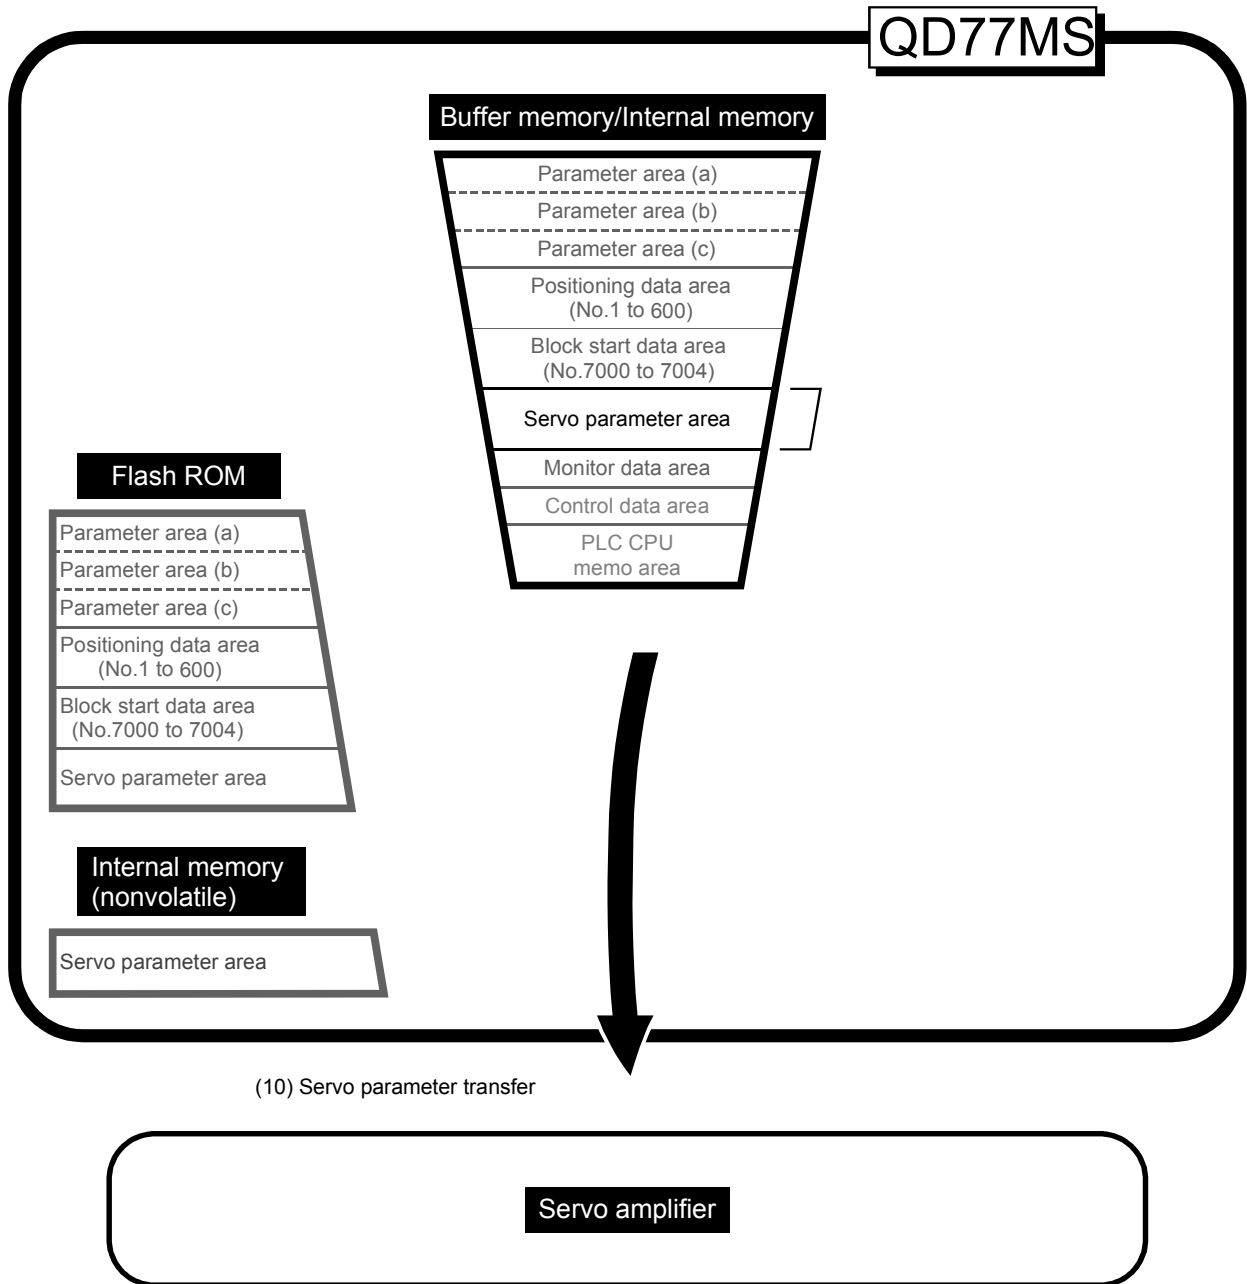 QD77MS
Buffer memory/Internal memory
Parameter area (a)
Parameter area (b)
Parameter area (c)
Positioning data area
(No.1 to 600)
Block start data area
(No.7000 to 7004)
Servo parameter area
Monitor data area
Control data area
PLC CPU
memo area
Flash ROM
Parameter area (a)
Parameter area (b)
Parameter area (c)
Positioning data area
(No.1 to 600)
Block start data area
(No.7000 to 7004)
Servo parameter area
Internal memory
(nonvolatile)
Servo parameter area
(10) Servo parameter transfer
Servo amplifier